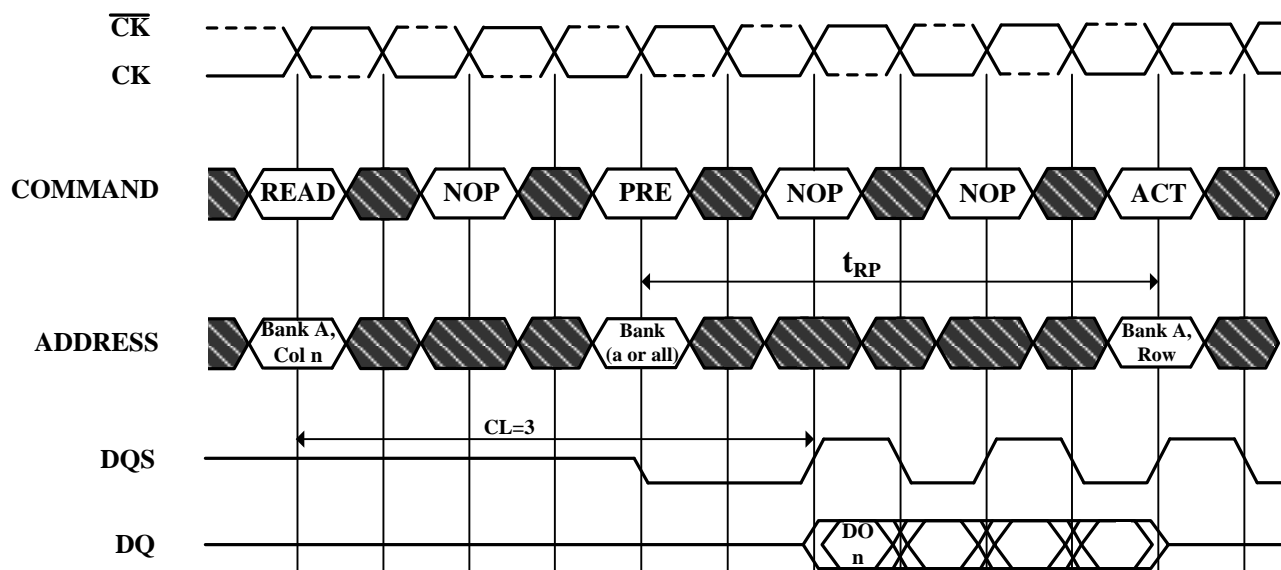 CK
CK
COMMAND
READ
NOP
PRE
NOP
NOP
ACT
tRP
ADDRESS
Bank A,
Col n
Bank
(a or all)
Bank A,
Row
CL=3
DQS
DQ
DO
n